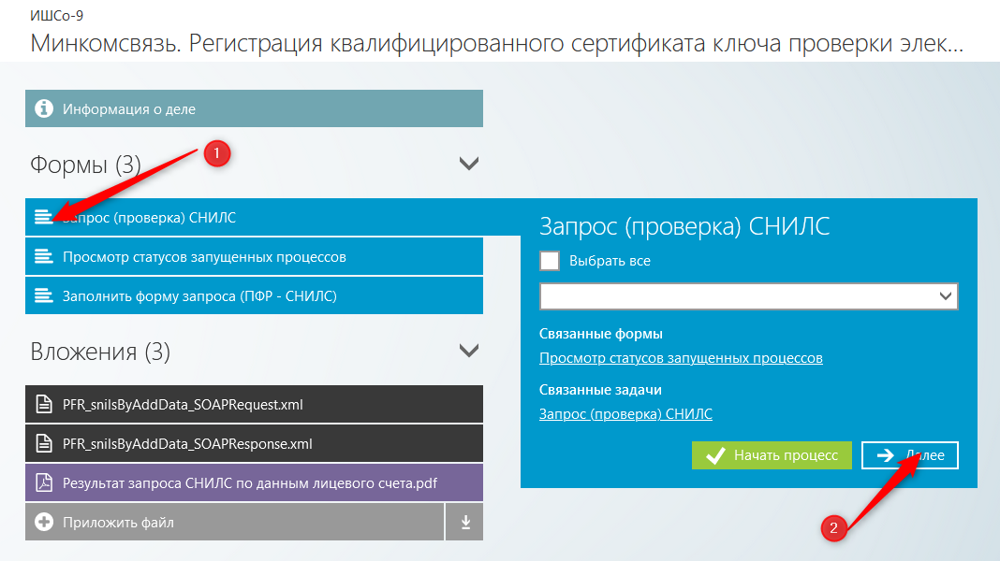 ИШСо-9
Минкомсвязь. Регистрация квалифицированного сертификата ключа проверки элек...
Информация о деле
Формы (3)
1
Запрос (проверка) СНИЛС
Просмотр статусов запущенных процессов
Заполнить форму запроса (ПФР - СНИЛС)
Вложения (3)
PFR_snilsByAddData_SOAPRequest.xml
PFR_snilsByAddData_SOAPResponse.xml
Результат запроса СНИЛС по данным лицевого счета.pdf
Приложить файл
Запрос (проверка) СНИЛС
Выбрать все
Связанные формы
Просмотр статусов запущенных процессов
Связанные задачи
Запрос (проверка) СНИЛС
Начать процесс
Далее
2